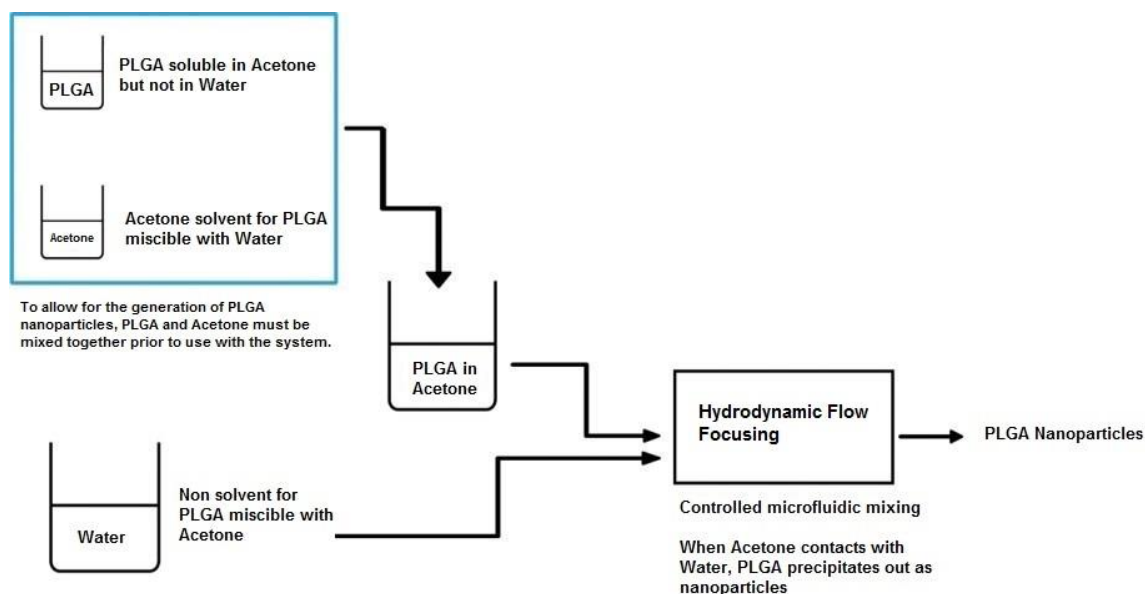 PLGA
PLGA soluble in Acetone
but not in Water
Acetone
Acetone solvent for PLGA
miscible with Water
To allow for the generation of PLGA
nanoparticles, PLGA and Acetone must be
mixed together prior to use with the system.
PLGA in
Acetone
Water
Non solvent for
PLGA miscible with
Acetone
Hydrodynamic Flow
Focusing
PLGA Nanoparticles
Controlled microfluidic mixing
When Acetone contacts with
Water, PLGA precipitates out as
nanoparticles